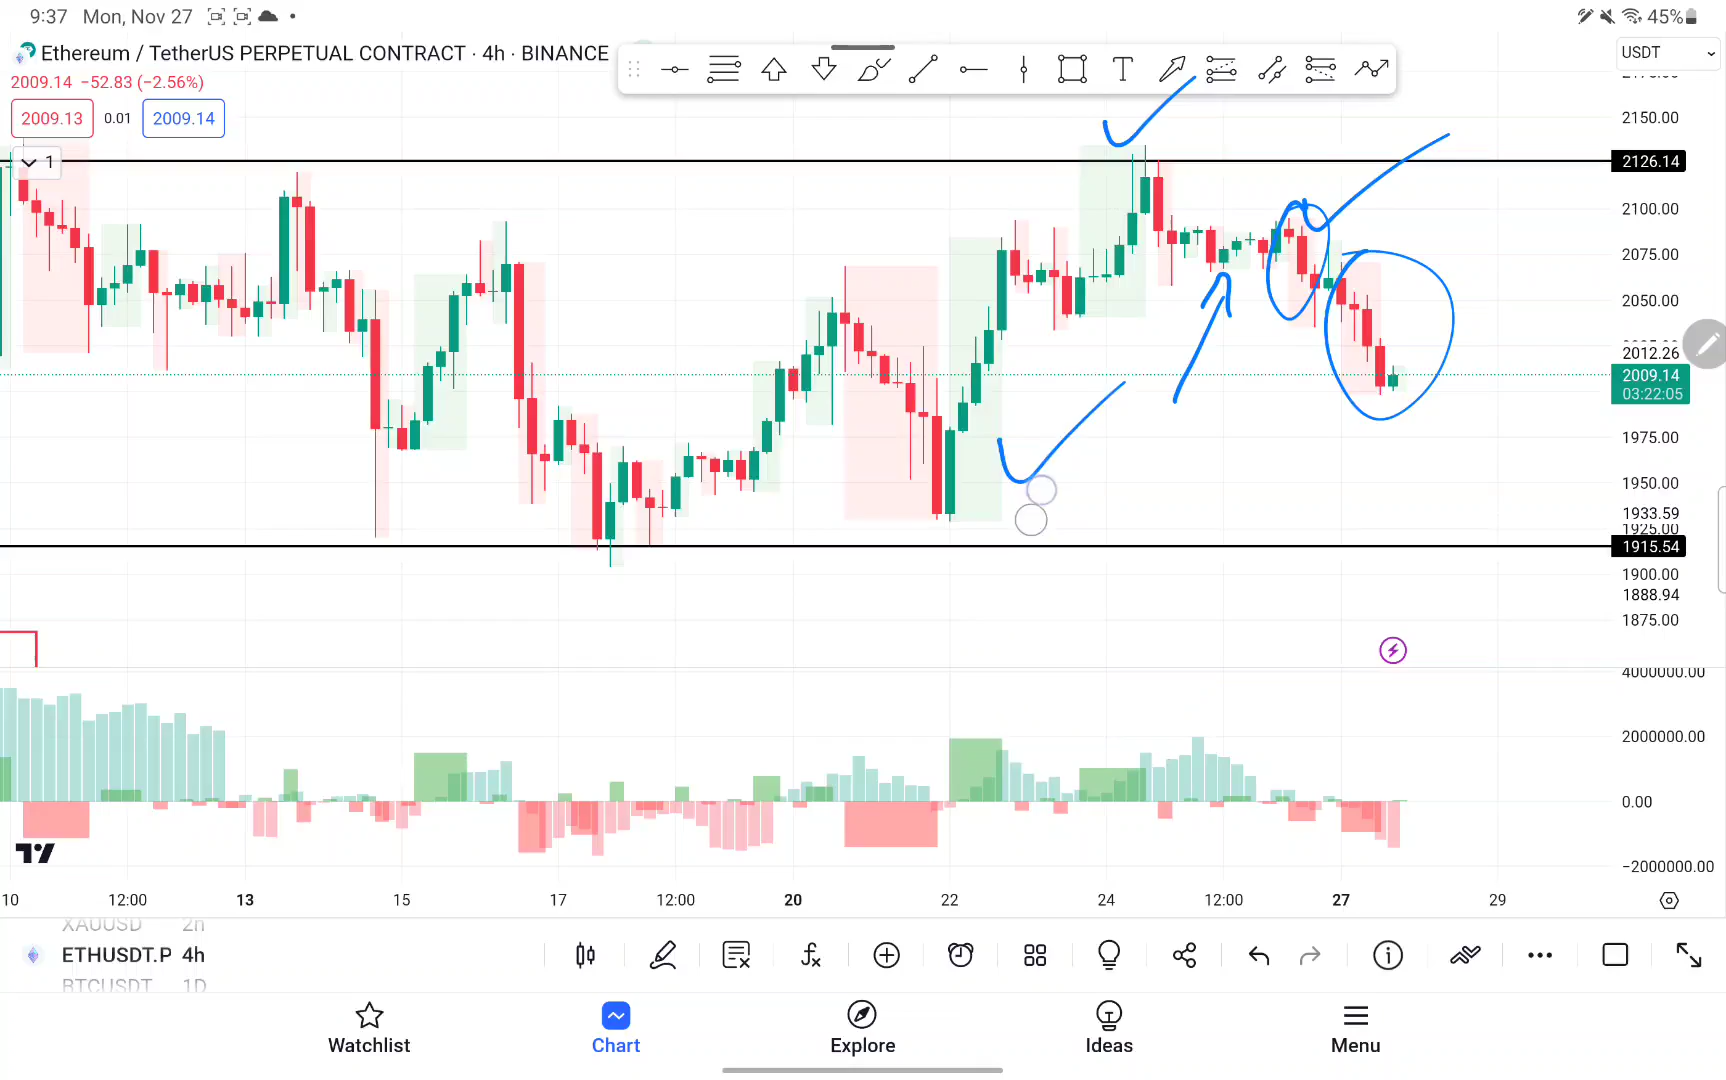 9:37 Mon, Nov 27
45%
Ethereum / TetherUS PERPETUAL CONTRACT · 4h · BINANCE
USDT
2009.14 −52.83 (−2.56%)
2009.13 0.01 2009.14
1
T
2150.00
2126.14
2100.00
2075.00
2050.00
2012.26
2009.14
03:22:05
1975.00
1950.00
1933.59
1925.00
1915.54
1900.00
1888.94
1875.00
4000000.00
2000000.00
0.00
−2000000.00
10 12:00 13 15 17 12:00 20 22 24 12:00 27 29
XAUUSD 2h
ETHUSDT.P 4h
BTCUSDT 1D
Watchlist Chart Explore Ideas Menu